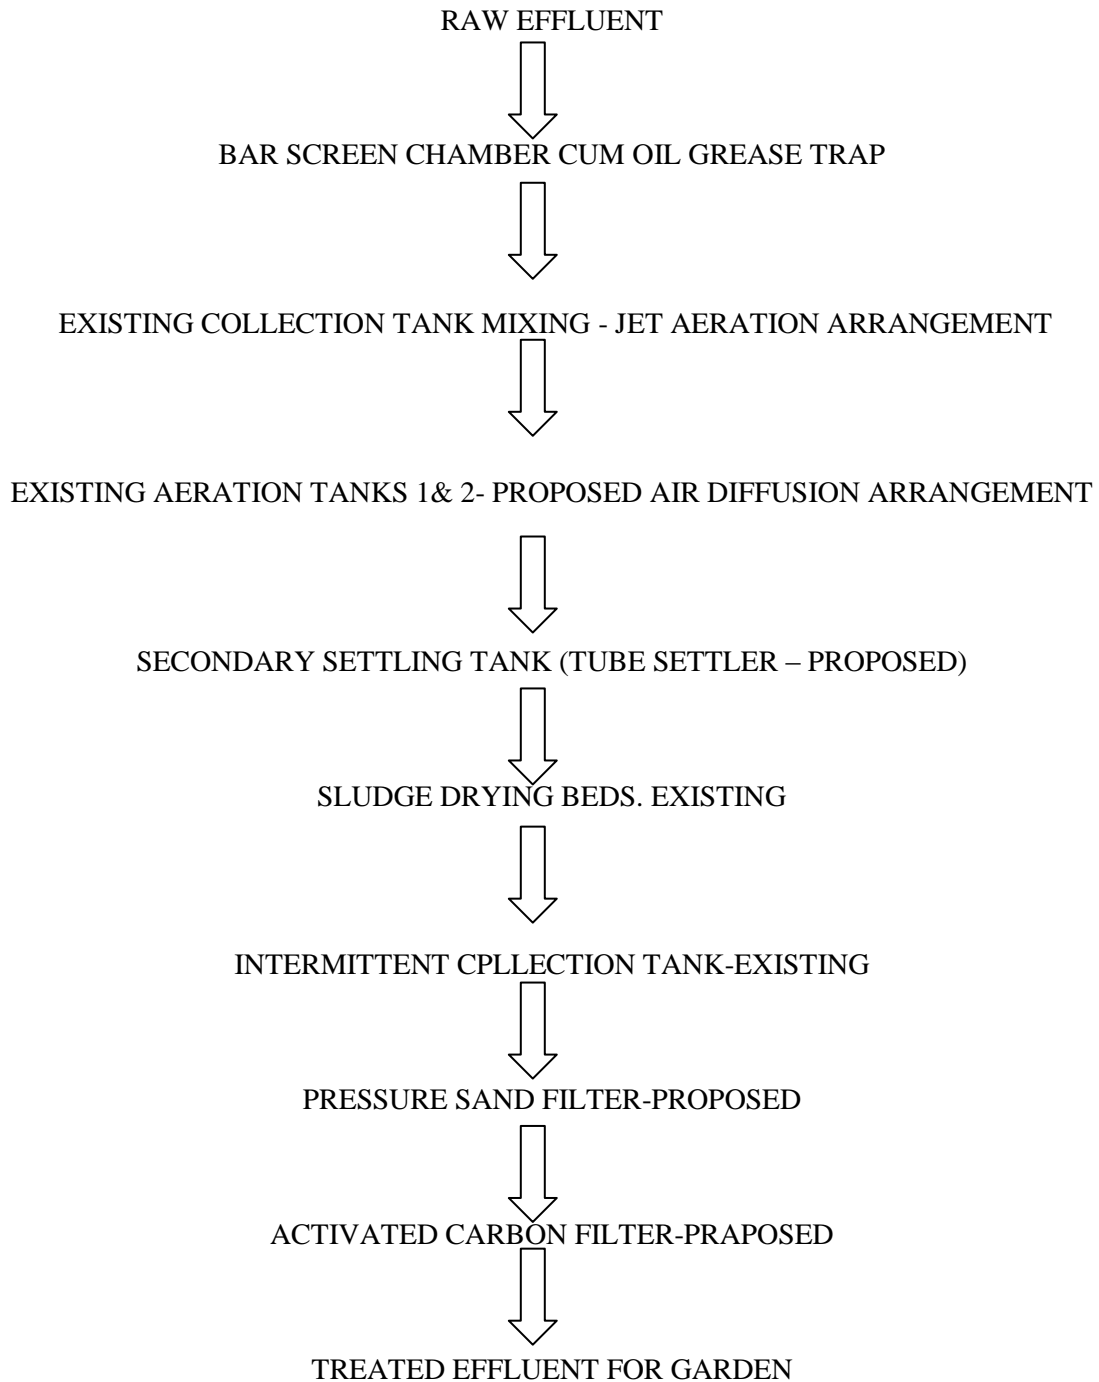 RAW EFFLUENT
BAR SCREEN CHAMBER CUM OIL GREASE TRAP
EXISTING COLLECTION TANK MIXING - JET AERATION ARRANGEMENT
EXISTING AERATION TANKS 1& 2- PROPOSED AIR DIFFUSION ARRANGEMENT
SECONDARY SETTLING TANK (TUBE SETTLER – PROPOSED)
SLUDGE DRYING BEDS. EXISTING
INTERMITTENT CPLLECTION TANK-EXISTING
PRESSURE SAND FILTER-PROPOSED
ACTIVATED CARBON FILTER-PRAPOSED
TREATED EFFLUENT FOR GARDEN